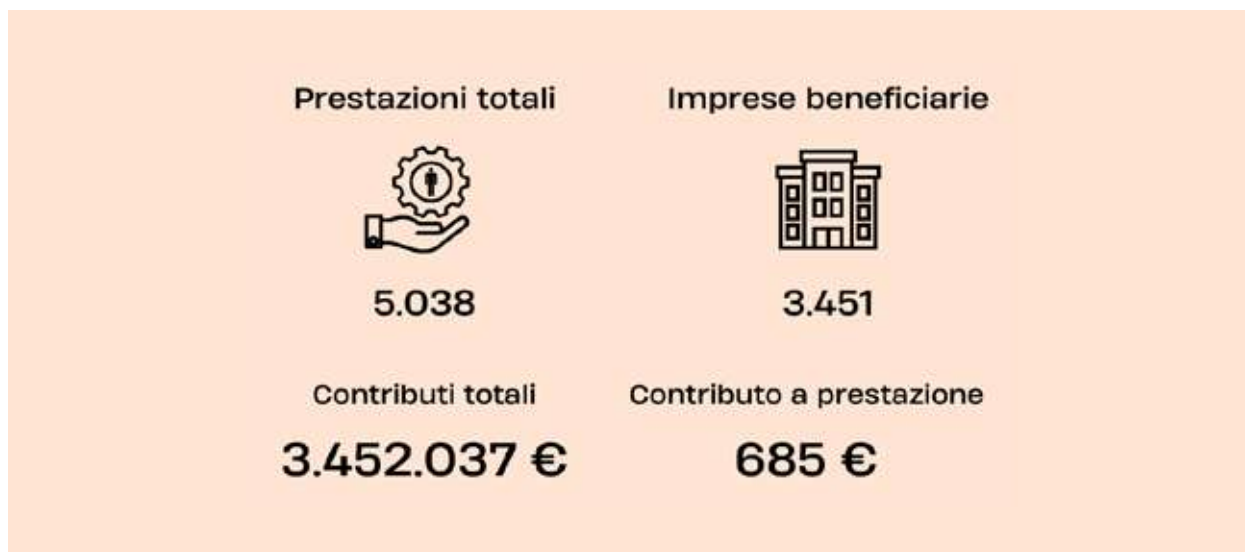 Prestazioni totali
Imprese beneficiarie
5.038
3.451
Contributi totali
Contributo a prestazione
3.452.037 €
685 €